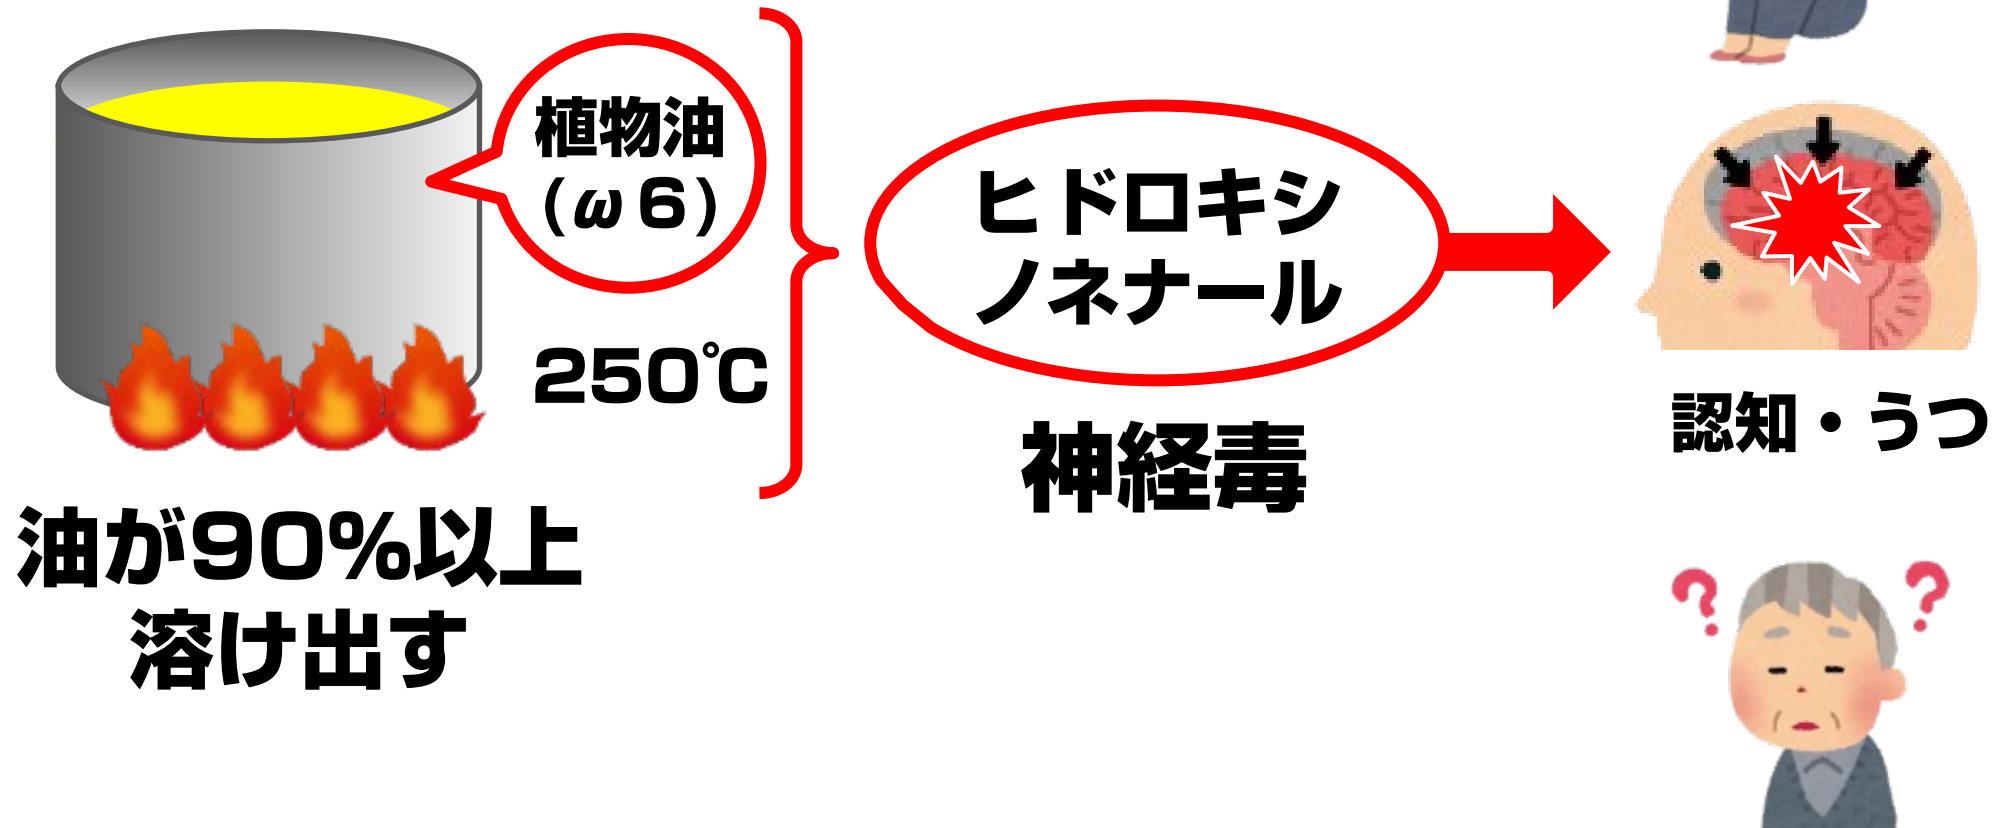 植物油
(ω6)
250℃
油が90%以上
溶け出す
ヒドロキシ
ノネナール
神経毒
認知・うつ
? ?